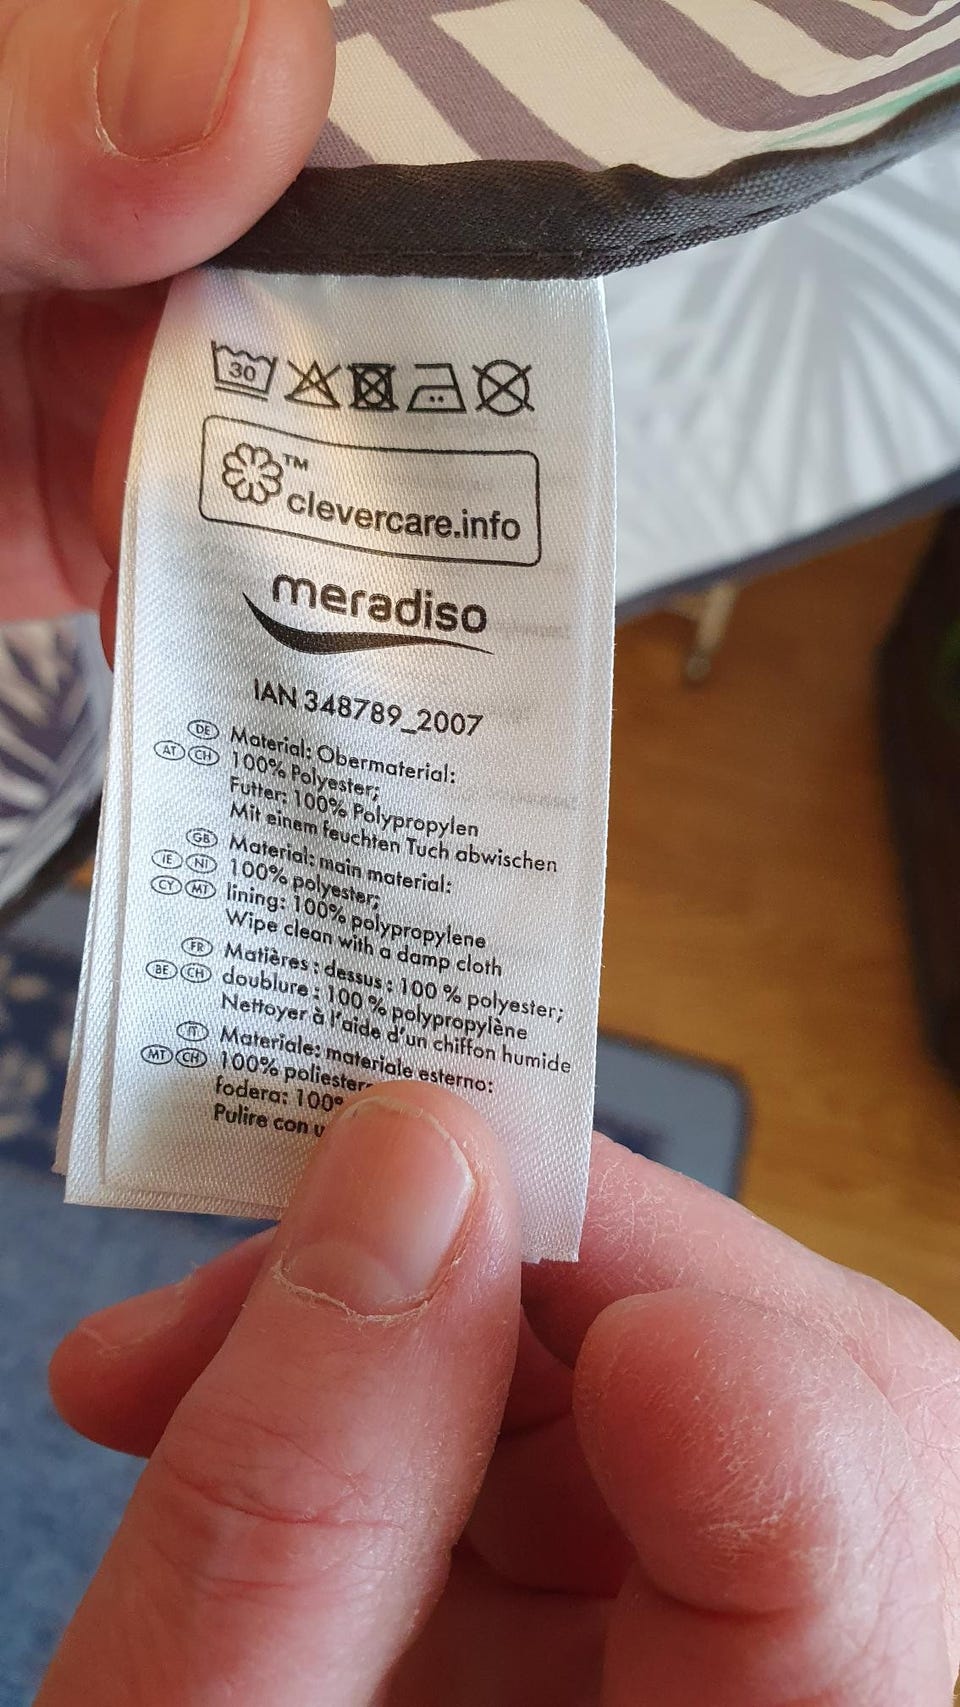 30
™
clevercare.info
meradiso
IAN 348789_2007
DE Material: Obermaterial:
AT CH 100% Polyester;
Futter: 100% Polypropylen
Mit einem feuchten Tuch abwischen
GB Material: main material:
IE NI 100% polyester;
CY MT lining: 100% polypropylene
Wipe clean with a damp cloth
FR Matières : dessus : 100 % polyester;
BE CH doublure : 100 % polypropylène
Nettoyer à l'aide d'un chiffon humide
IT Materiale: materiale esterno:
MT CH 100% poliester
fodera: 100%
Pulire con u